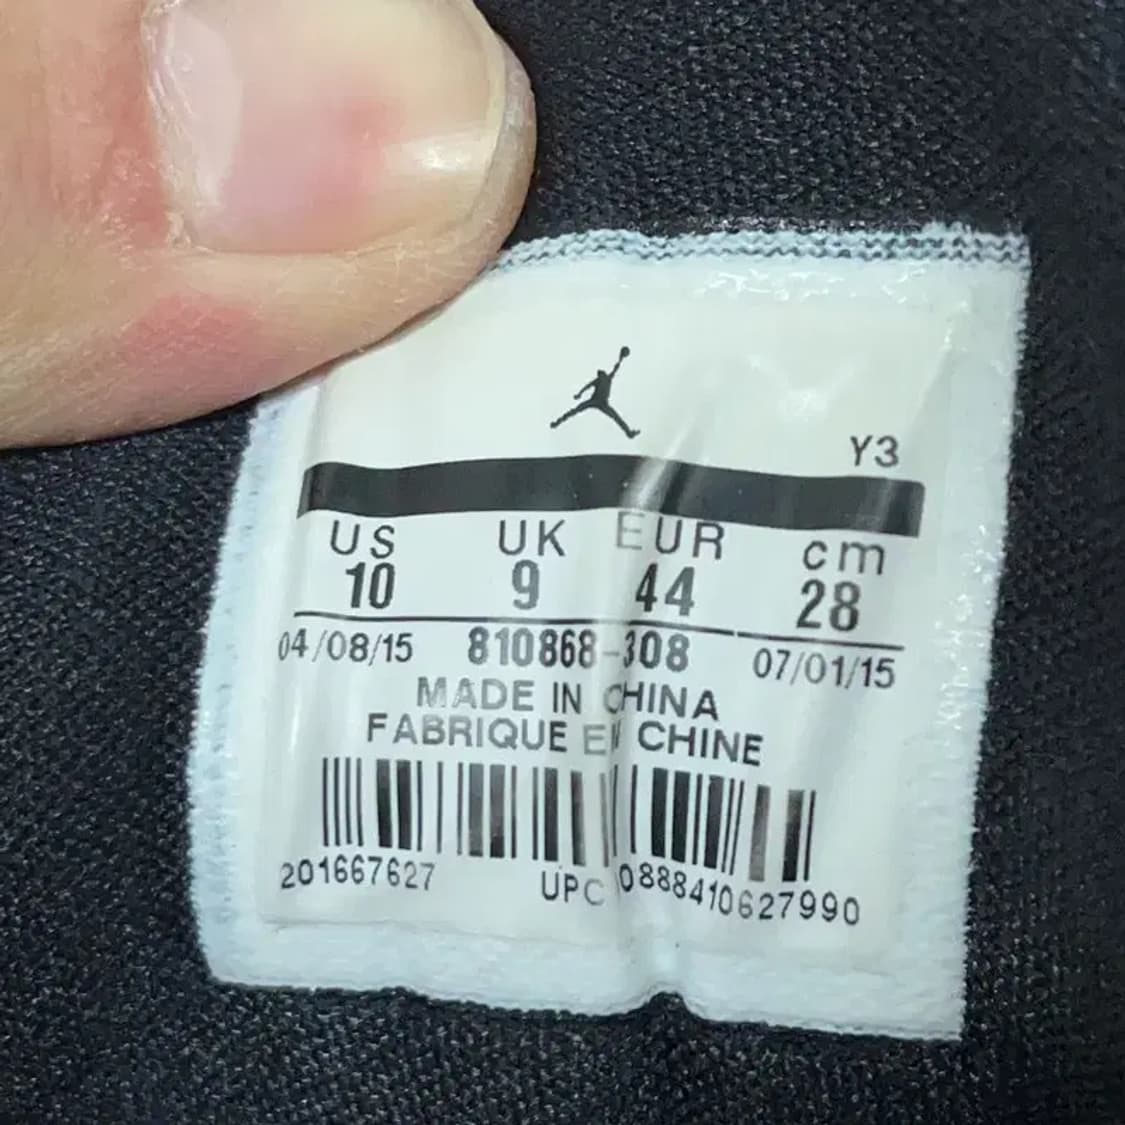 Y3
US UK EUR cm
10 9 44 28
04/08/15 810868-308 07/01/15
MADE IN CHINA
FABRIQUE EN CHINE
201667627 UPC 0888410627990